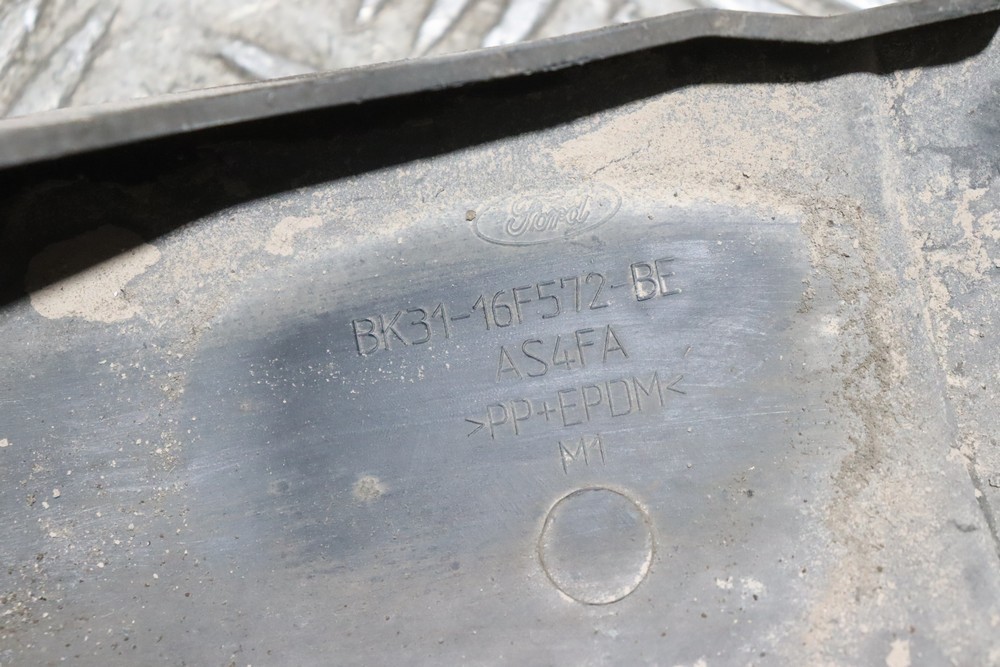 Ford
BK31-16F572-BE
AS4FA
>PP+EPDM<
M1